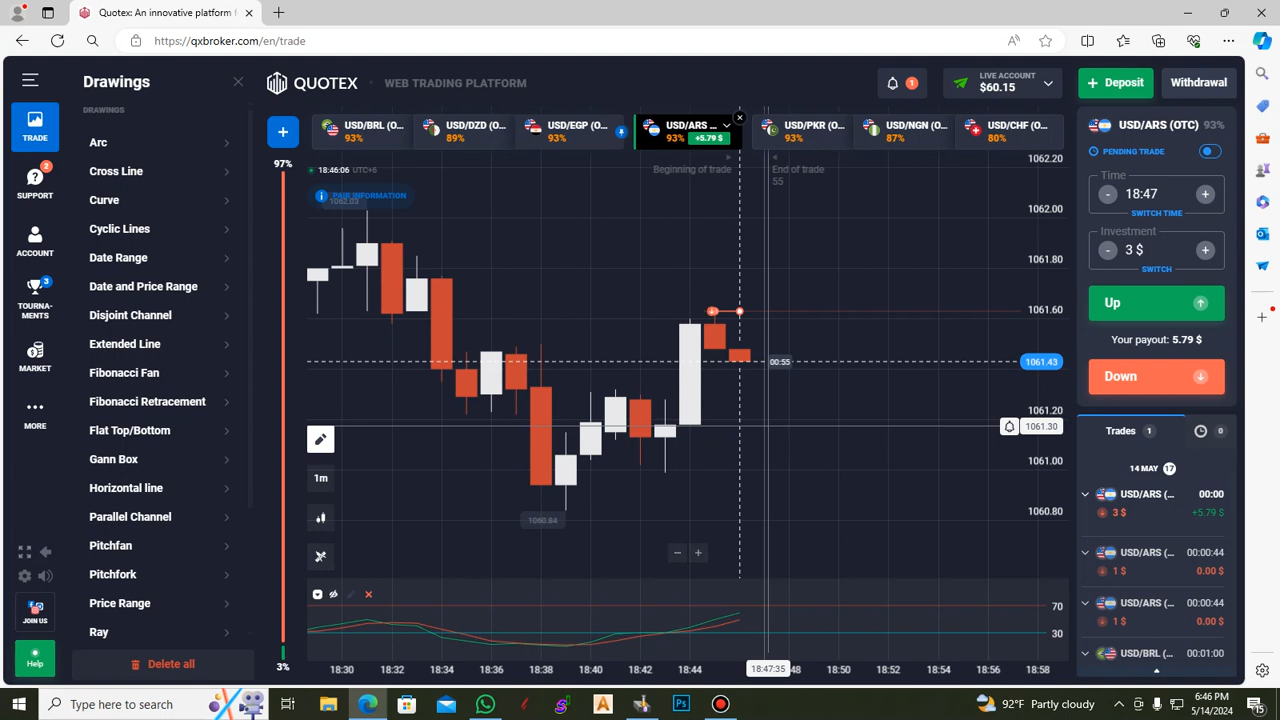 Quotex: An innovative platform f
https://qxbroker.com/en/trade
Drawings
QUOTEX
WEB TRADING PLATFORM
1
LIVE ACCOUNT
$60.15
Deposit
Withdrawal
TRADE
2
SUPPORT
ACCOUNT
3
TOURNA-
MENTS
MARKET
MORE
JOIN US
Help
DRAWINGS
Arc
Cross Line
Curve
Cyclic Lines
Date Range
Date and Price Range
Disjoint Channel
Extended Line
Fibonacci Fan
Fibonacci Retracement
Flat Top/Bottom
Gann Box
Horizontal line
Parallel Channel
Pitchfan
Pitchfork
Price Range
Ray
Delete all
USD/BRL (O...
93%
USD/DZD (O...
89%
USD/EGP (O...
93%
USD/ARS ...
93% +5.79 $
USD/PKR (O...
93%
USD/NGN (O...
87%
USD/CHF (O...
80%
97%
3%
18:46:06 UTC+6
PAIR INFORMATION
1062.03
Beginning of trade
End of trade
55
1062.20
1062.00
1061.80
1061.60
1061.43
1061.20
1061.30
1061.00
1060.80
00:55
1060.84
1m
70
30
18:30
18:32
18:34
18:36
18:38
18:40
18:42
18:44
18:47:35
48
18:50
18:52
18:54
18:56
18:58
USD/ARS (OTC) 93%
PENDING TRADE
Time
- 18:47 +
SWITCH TIME
Investment
- 3 $ +
SWITCH
Up
Your payout: 5.79 $
Down
Trades 1
0
14 MAY 17
USD/ARS (... 00:00
3 $ +5.79 $
USD/ARS (... 00:00:44
1 $ 0.00 $
USD/ARS (... 00:00:44
1 $ 0.00 $
USD/BRL (... 00:01:00
Type here to search
92°F Partly cloudy
6:46 PM
5/14/2024
15